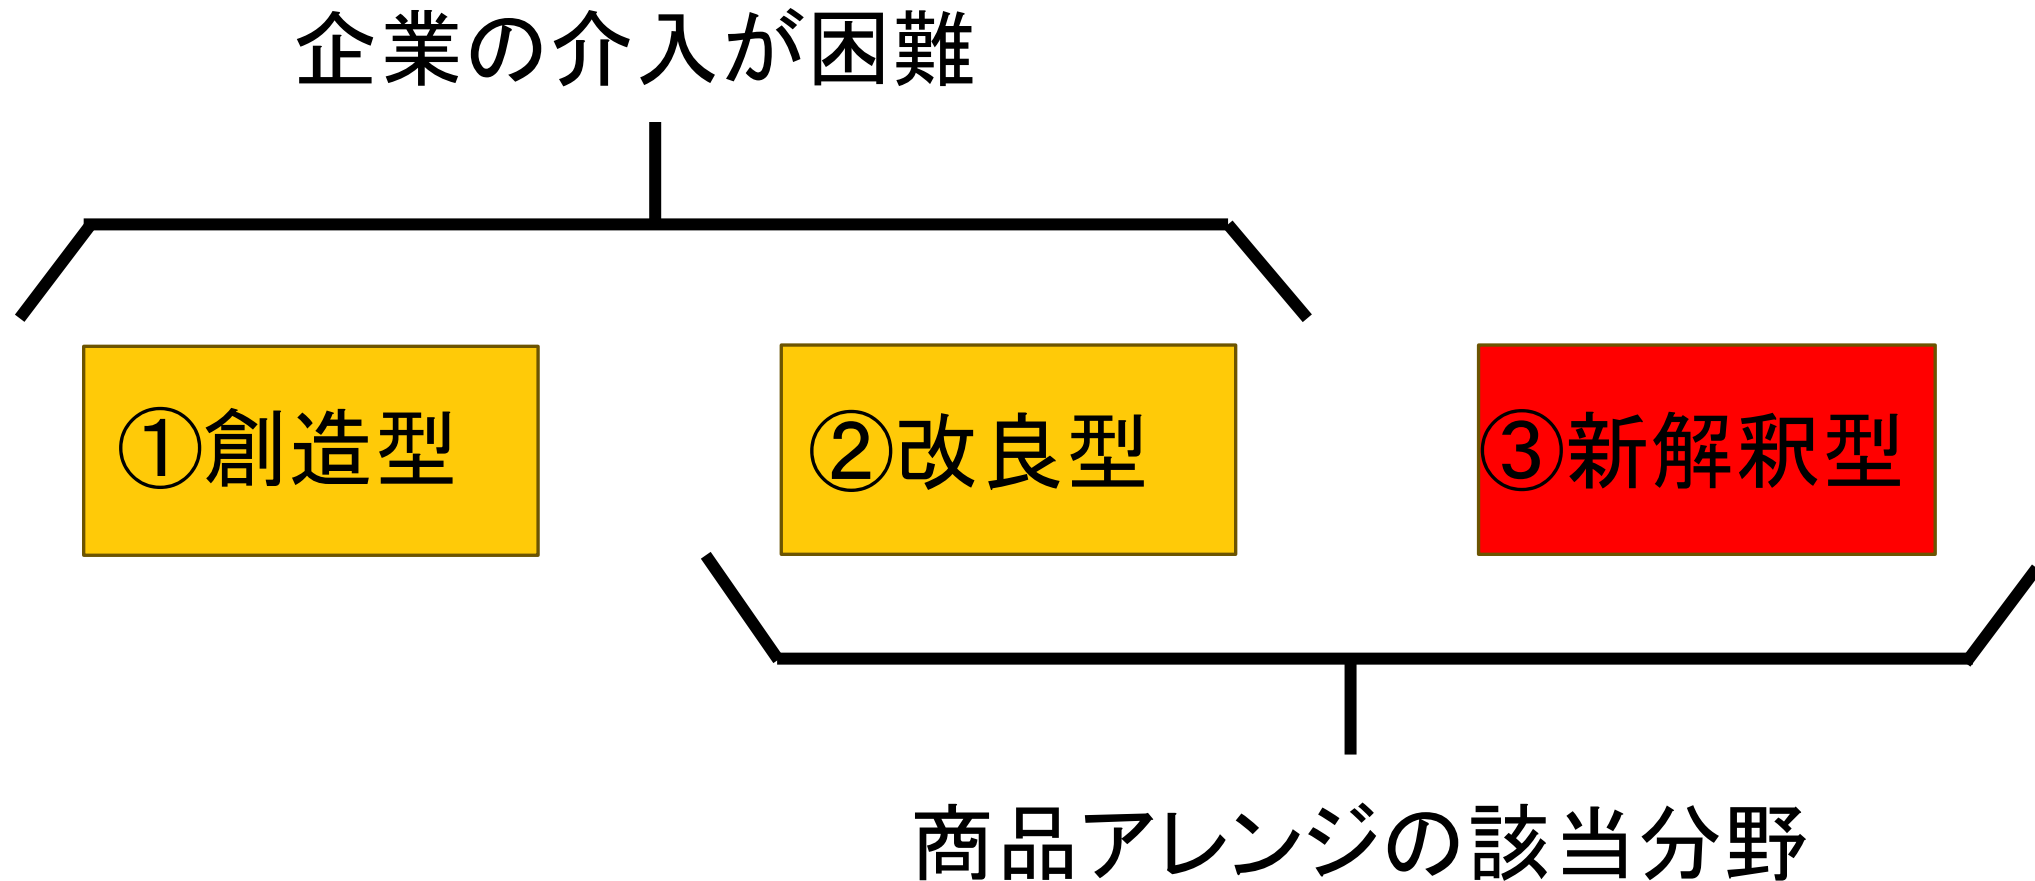 企業の介入が困難
①創造型
②改良型
③新解釈型
商品アレンジの該当分野